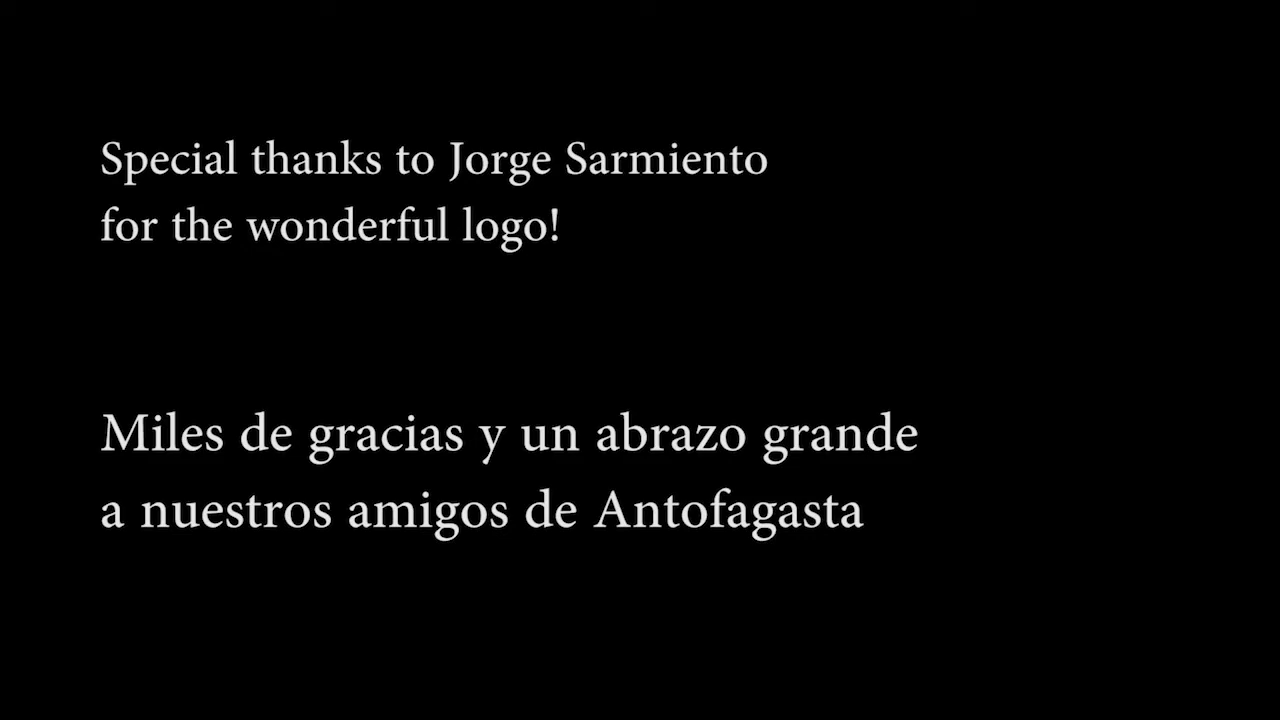 Special thanks to Jorge Sarmiento
for the wonderful logo!
Miles de gracias y un abrazo grande
a nuestros amigos de Antofagasta